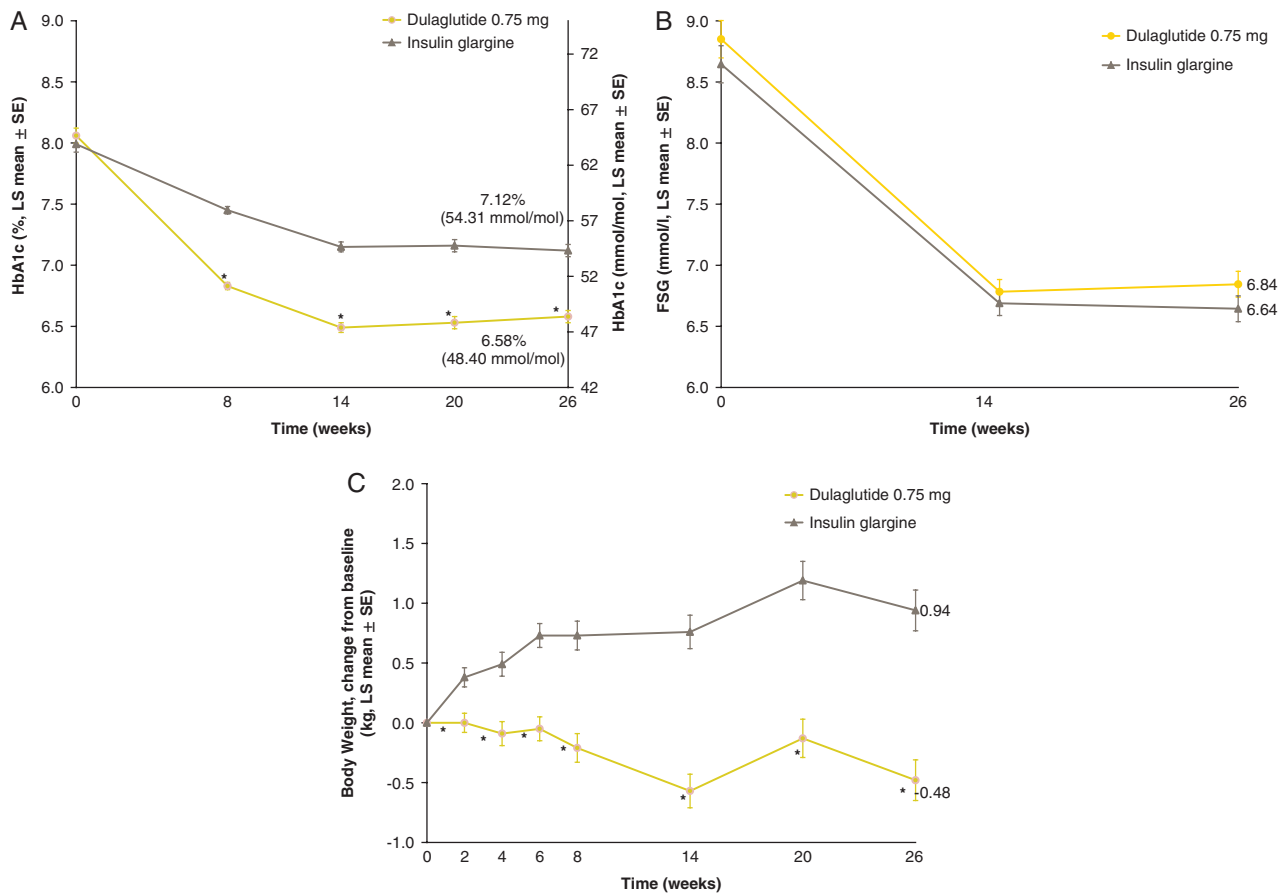 A
Dulaglutide 0.75 mg
Insulin glargine
HbA1c (%, LS mean ± SE)
9.0
8.5
8.0
7.5
7.0
6.5
6.0
HbA1c (mmol/mol, LS mean ± SE)
72
67
62
57
52
47
42
7.12%
(54.31 mmol/mol)
*
*
*
*
6.58%
(48.40 mmol/mol)
0 8 14 20 26
Time (weeks)
B
Dulaglutide 0.75 mg
Insulin glargine
FSG (mmol/l, LS mean ± SE)
9.0
8.5
8.0
7.5
7.0
6.5
6.0
6.84
6.64
0 14 26
Time (weeks)
C
Dulaglutide 0.75 mg
Insulin glargine
Body Weight, change from baseline
(kg, LS mean ± SE)
2.0
1.5
1.0
0.5
0.0
-0.5
-1.0
0.94
*
*
*
*
*
*
*
-0.48
0 2 4 6 8 14 20 26
Time (weeks)